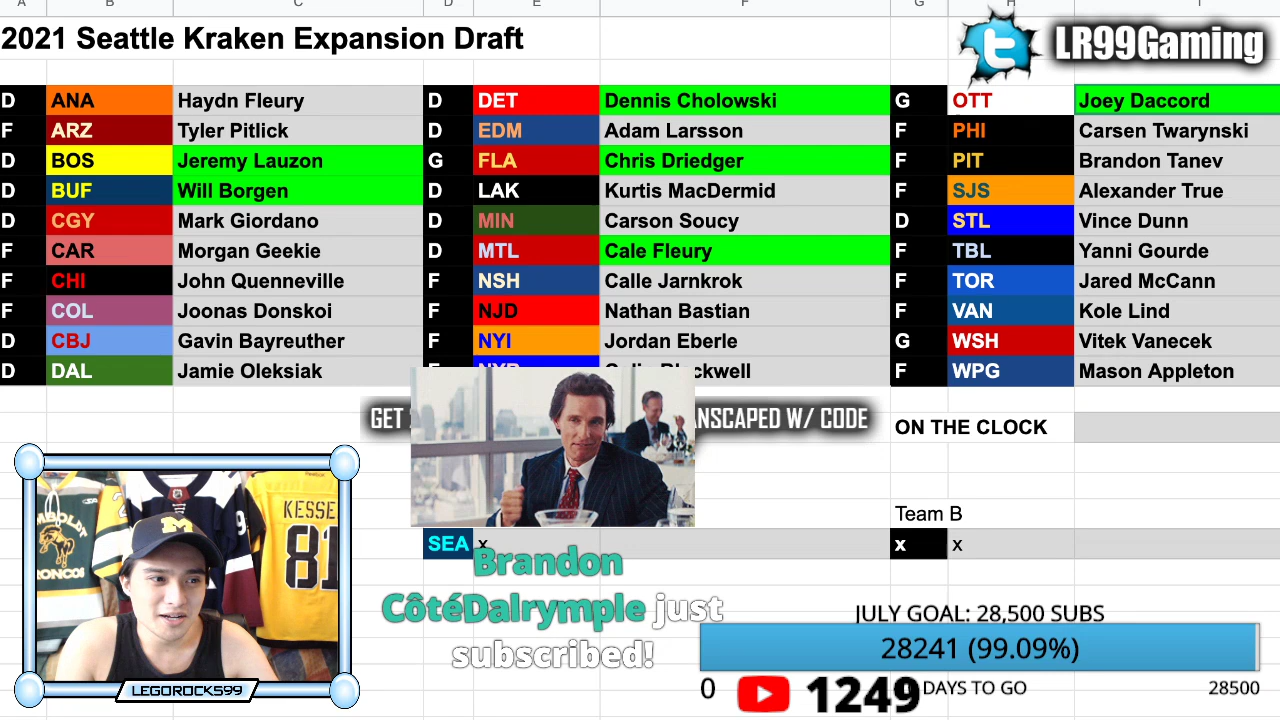 A B C D E F G H I
2021 Seattle Kraken Expansion Draft
LR99Gaming
D ANA Haydn Fleury D DET Dennis Cholowski G OTT Joey Daccord
F ARZ Tyler Pitlick D EDM Adam Larsson F PHI Carsen Twarynski
D BOS Jeremy Lauzon G FLA Chris Driedger F PIT Brandon Tanev
D BUF Will Borgen D LAK Kurtis MacDermid F SJS Alexander True
D CGY Mark Giordano D MIN Carson Soucy D STL Vince Dunn
F CAR Morgan Geekie D MTL Cale Fleury F TBL Yanni Gourde
F CHI John Quenneville F NSH Calle Jarnkrok F TOR Jared McCann
F COL Joonas Donskoi F NJD Nathan Bastian F VAN Kole Lind
D CBJ Gavin Bayreuther F NYI Jordan Eberle G WSH Vitek Vanecek
D DAL Jamie Oleksiak F WPG Mason Appleton
GET W/ CODE
ON THE CLOCK
KESSE
81
M
Team B
SEA x x x
Brandon
CôtéDalrymple just
subscribed!
JULY GOAL: 28,500 SUBS
28241 (99.09%)
0 1249 DAYS TO GO 28500
LEGOROCK599